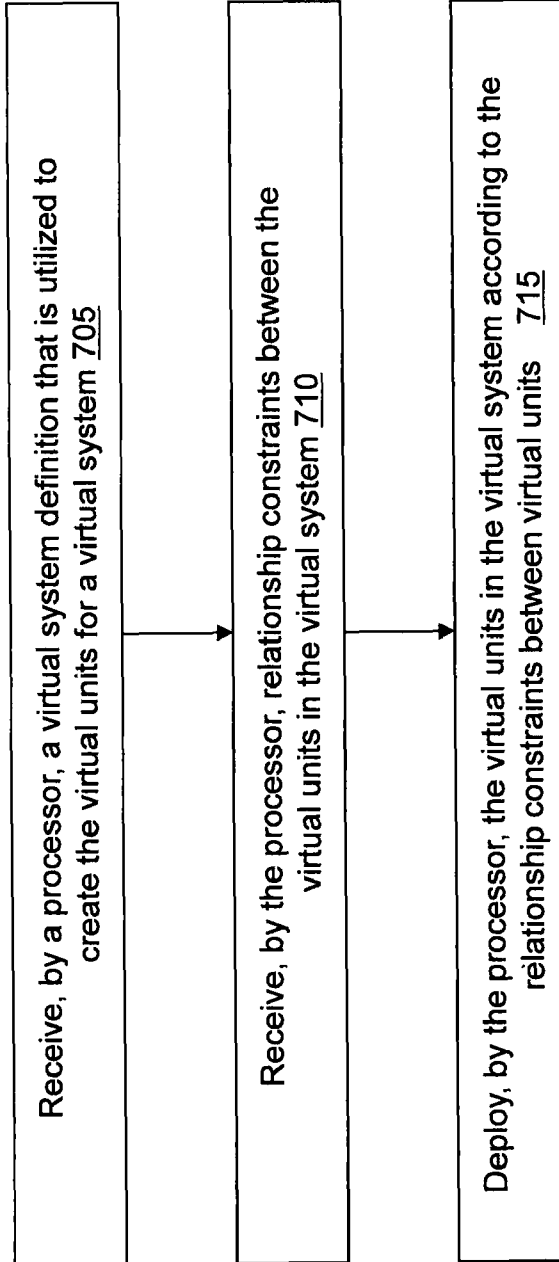 Receive, by a processor, a virtual system definition that is utilized to
create the virtual units for a virtual system 705
Receive, by the processor, relationship constraints between the
virtual units in the virtual system 710
Deploy, by the processor, the virtual units in the virtual system according to the
relationship constraints between virtual units 715